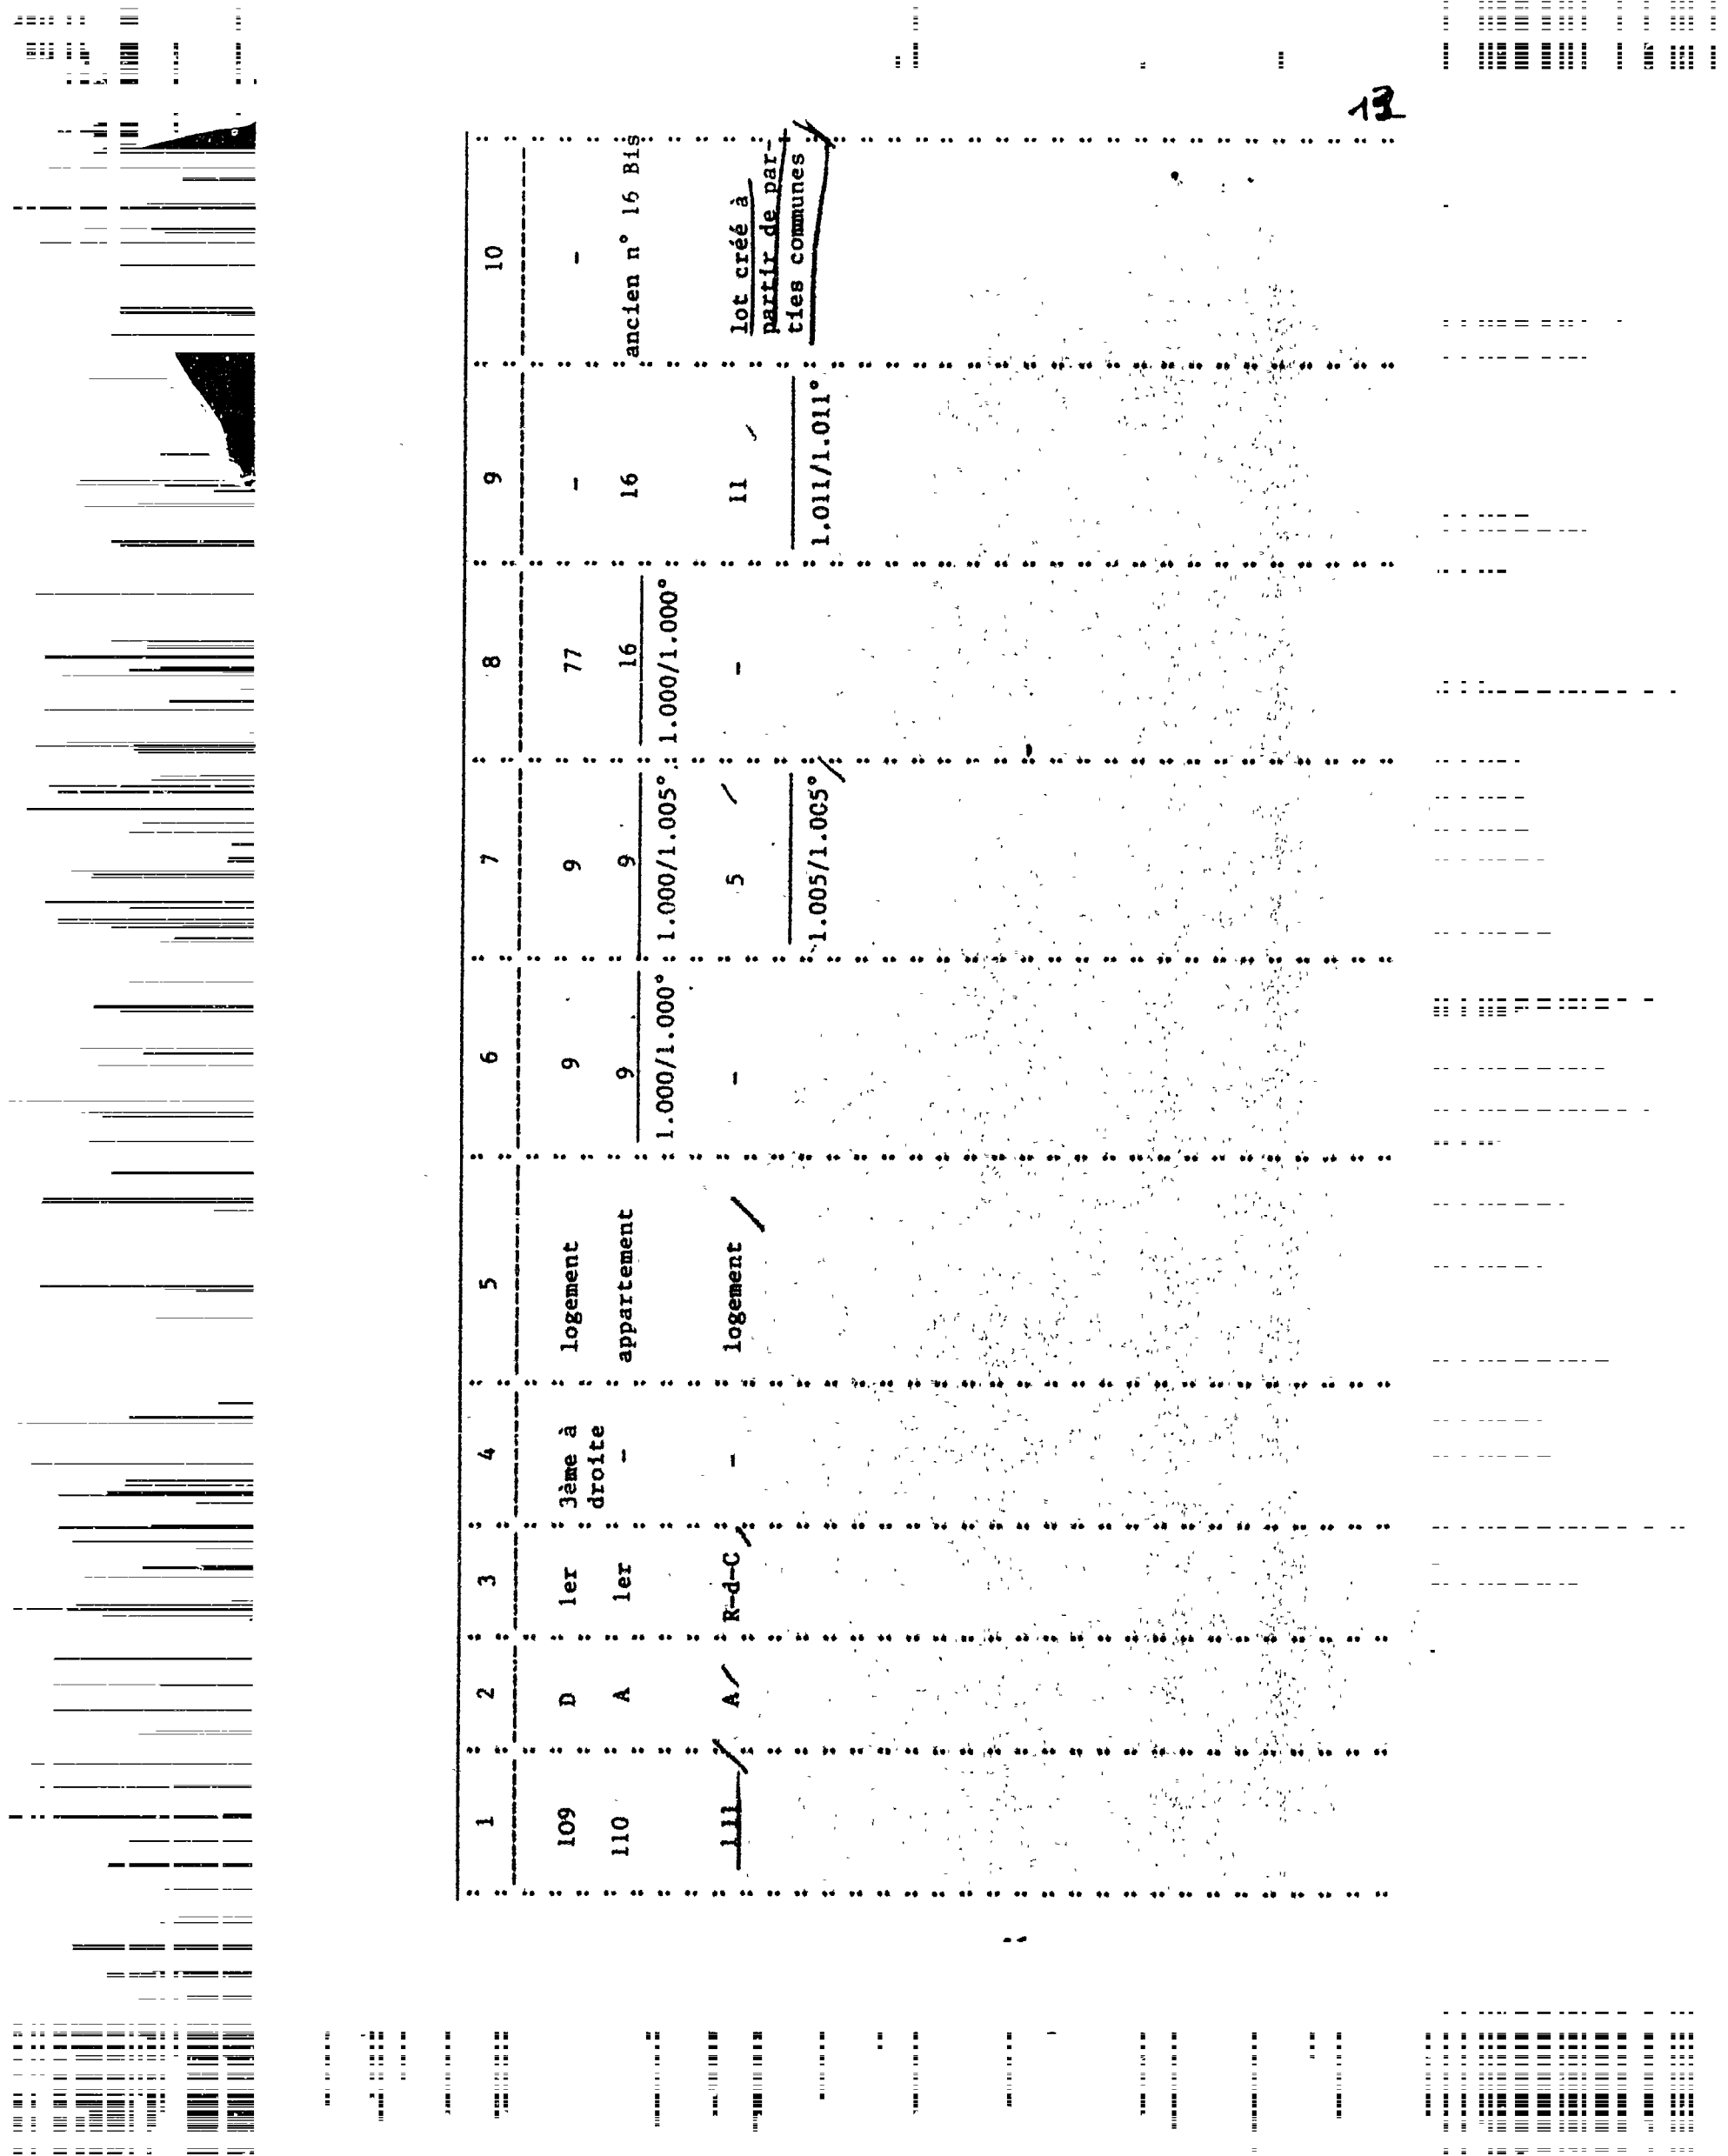 13
1 2 3 4 5 6 7 8 9 10
109 D 1er 3ème à logement 9 9 77 - -
droite
110 A 1er - appartement 9 9 16 16 ancien n° 16 Bis
1.000/1.000° 1.000/1.005° 1.000/1.000°
111 A R-d-C - logement - 5 - 11 lot créé à
partir de par-
ties communes
1.005/1.005° 1.011/1.011°